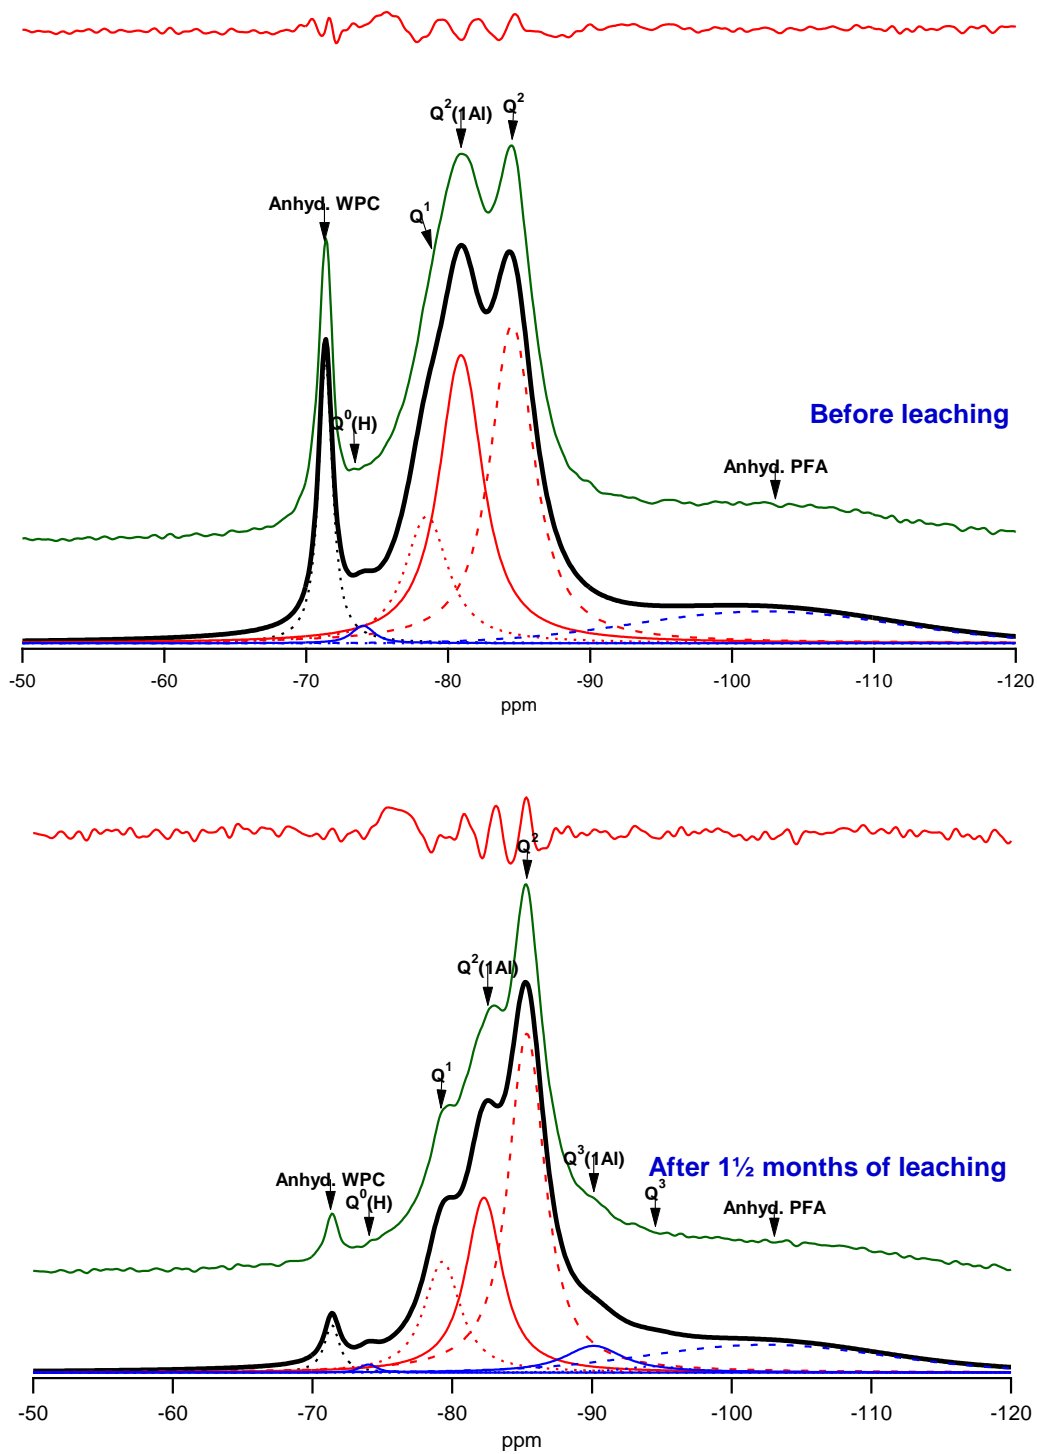 Q²(1Al) Q²
Anhyd. WPC
Q¹
Before leaching
Q⁰(H)
Anhyd. PFA
-50 -60 -70 -80 -90 -100 -110 -120
ppm
Q²
Q²(1Al)
Q¹
Q³(1Al)
After 1½ months of leaching
Anhyd. WPC
Q⁰(H)
Q³
Anhyd. PFA
-50 -60 -70 -80 -90 -100 -110 -120
ppm